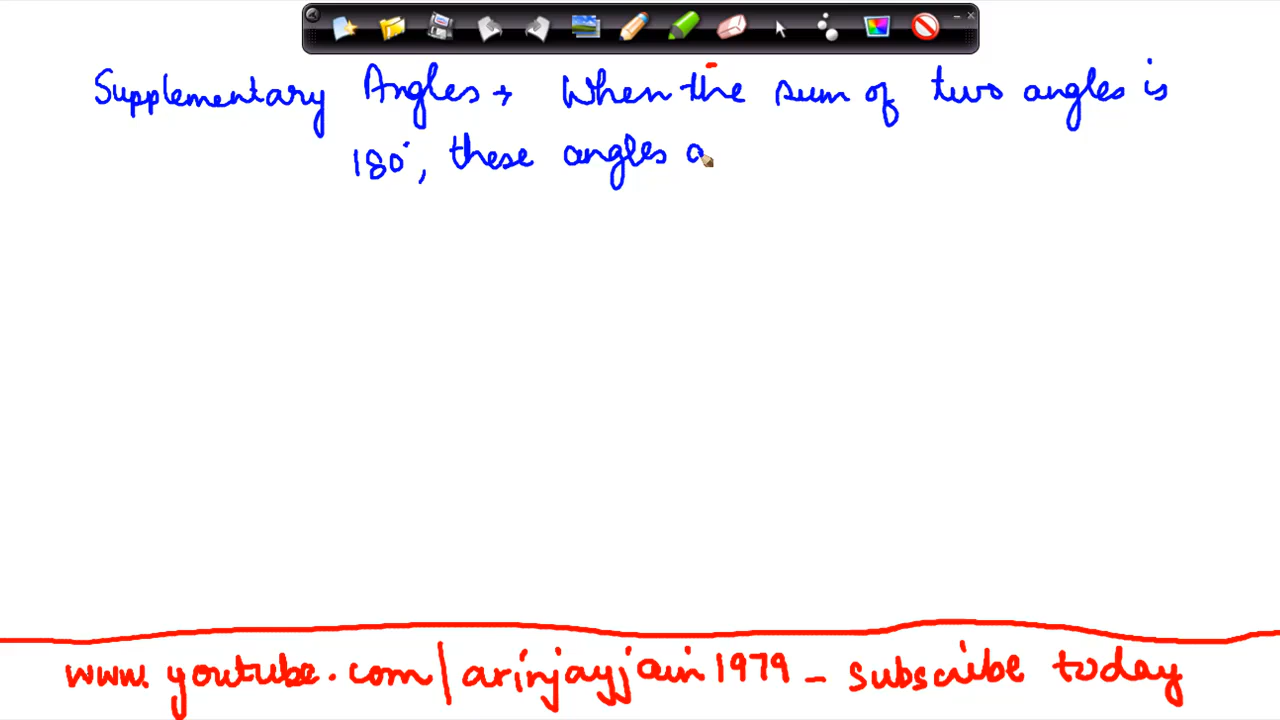 Supplementary Angles → When the sum of two angles is
180°, these angles a
www.youtube.com/arinjayjain1979 - subscribe today